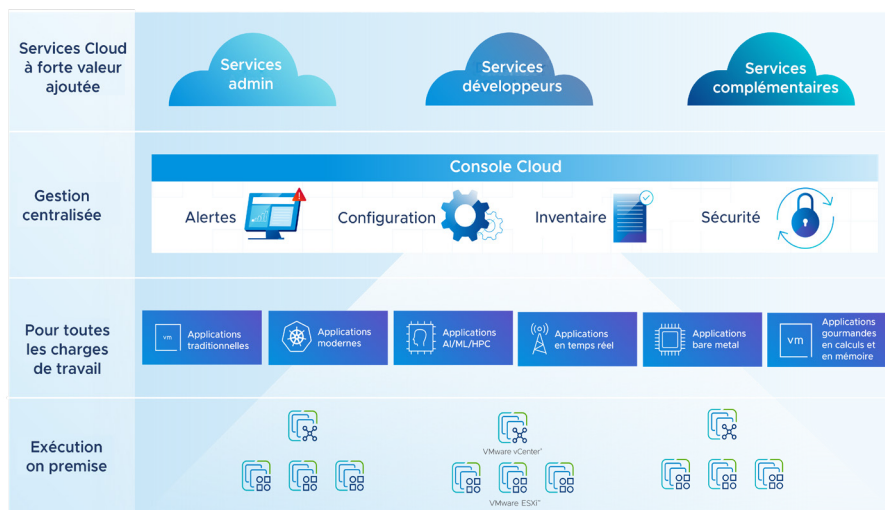 Services Cloud
à forte valeur
ajoutée
Services
admin
Services
développeurs
Services
complémentaires
Gestion
centralisée
Console Cloud
Alertes
Configuration
Inventaire
Sécurité
Pour toutes
les charges
de travail
vm
Applications
traditionnelles
Applications
modernes
Applications
AI/ML/HPC
Applications
en temps réel
Applications
bare metal
vm
Applications
gourmandes
en calculs et
en mémoire
Exécution
on premise
VMware vCenter®
VMware ESXi™